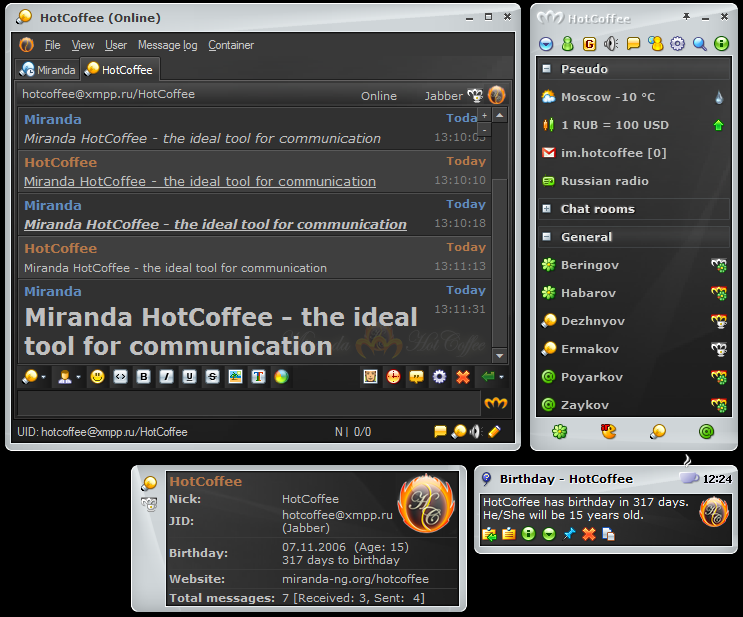 HotCoffee (Online)
File View User Message log Container
Miranda HotCoffee
hotcoffee@xmpp.ru/HotCoffee Online Jabber
Miranda Today
Miranda HotCoffee - the ideal tool for communication 13:10:03
HotCoffee Today
Miranda HotCoffee - the ideal tool for communication 13:10:10
Miranda Today
Miranda HotCoffee - the ideal tool for communication 13:10:18
HotCoffee Today
Miranda HotCoffee - the ideal tool for communication 13:11:13
Miranda Today
Miranda HotCoffee - the ideal 13:11:31
tool for communication
Miranda HotCoffee
UID: hotcoffee@xmpp.ru/HotCoffee N | 0/0
HotCoffee
Pseudo
Moscow -10 °C
1 RUB = 100 USD
im.hotcoffee [0]
Russian radio
Chat rooms
General
Beringov
Habarov
Dezhnyov
Ermakov
Poyarkov
Zaykov
HotCoffee
Nick: HotCoffee
JID: hotcoffee@xmpp.ru
(Jabber)
Birthday: 07.11.2006 (Age: 15)
317 days to birthday
Website: miranda-ng.org/hotcoffee
Total messages: 7 [Received: 3, Sent: 4]
HC
Birthday - HotCoffee 12:24
HotCoffee has birthday in 317 days.
He/She will be 15 years old.
HC